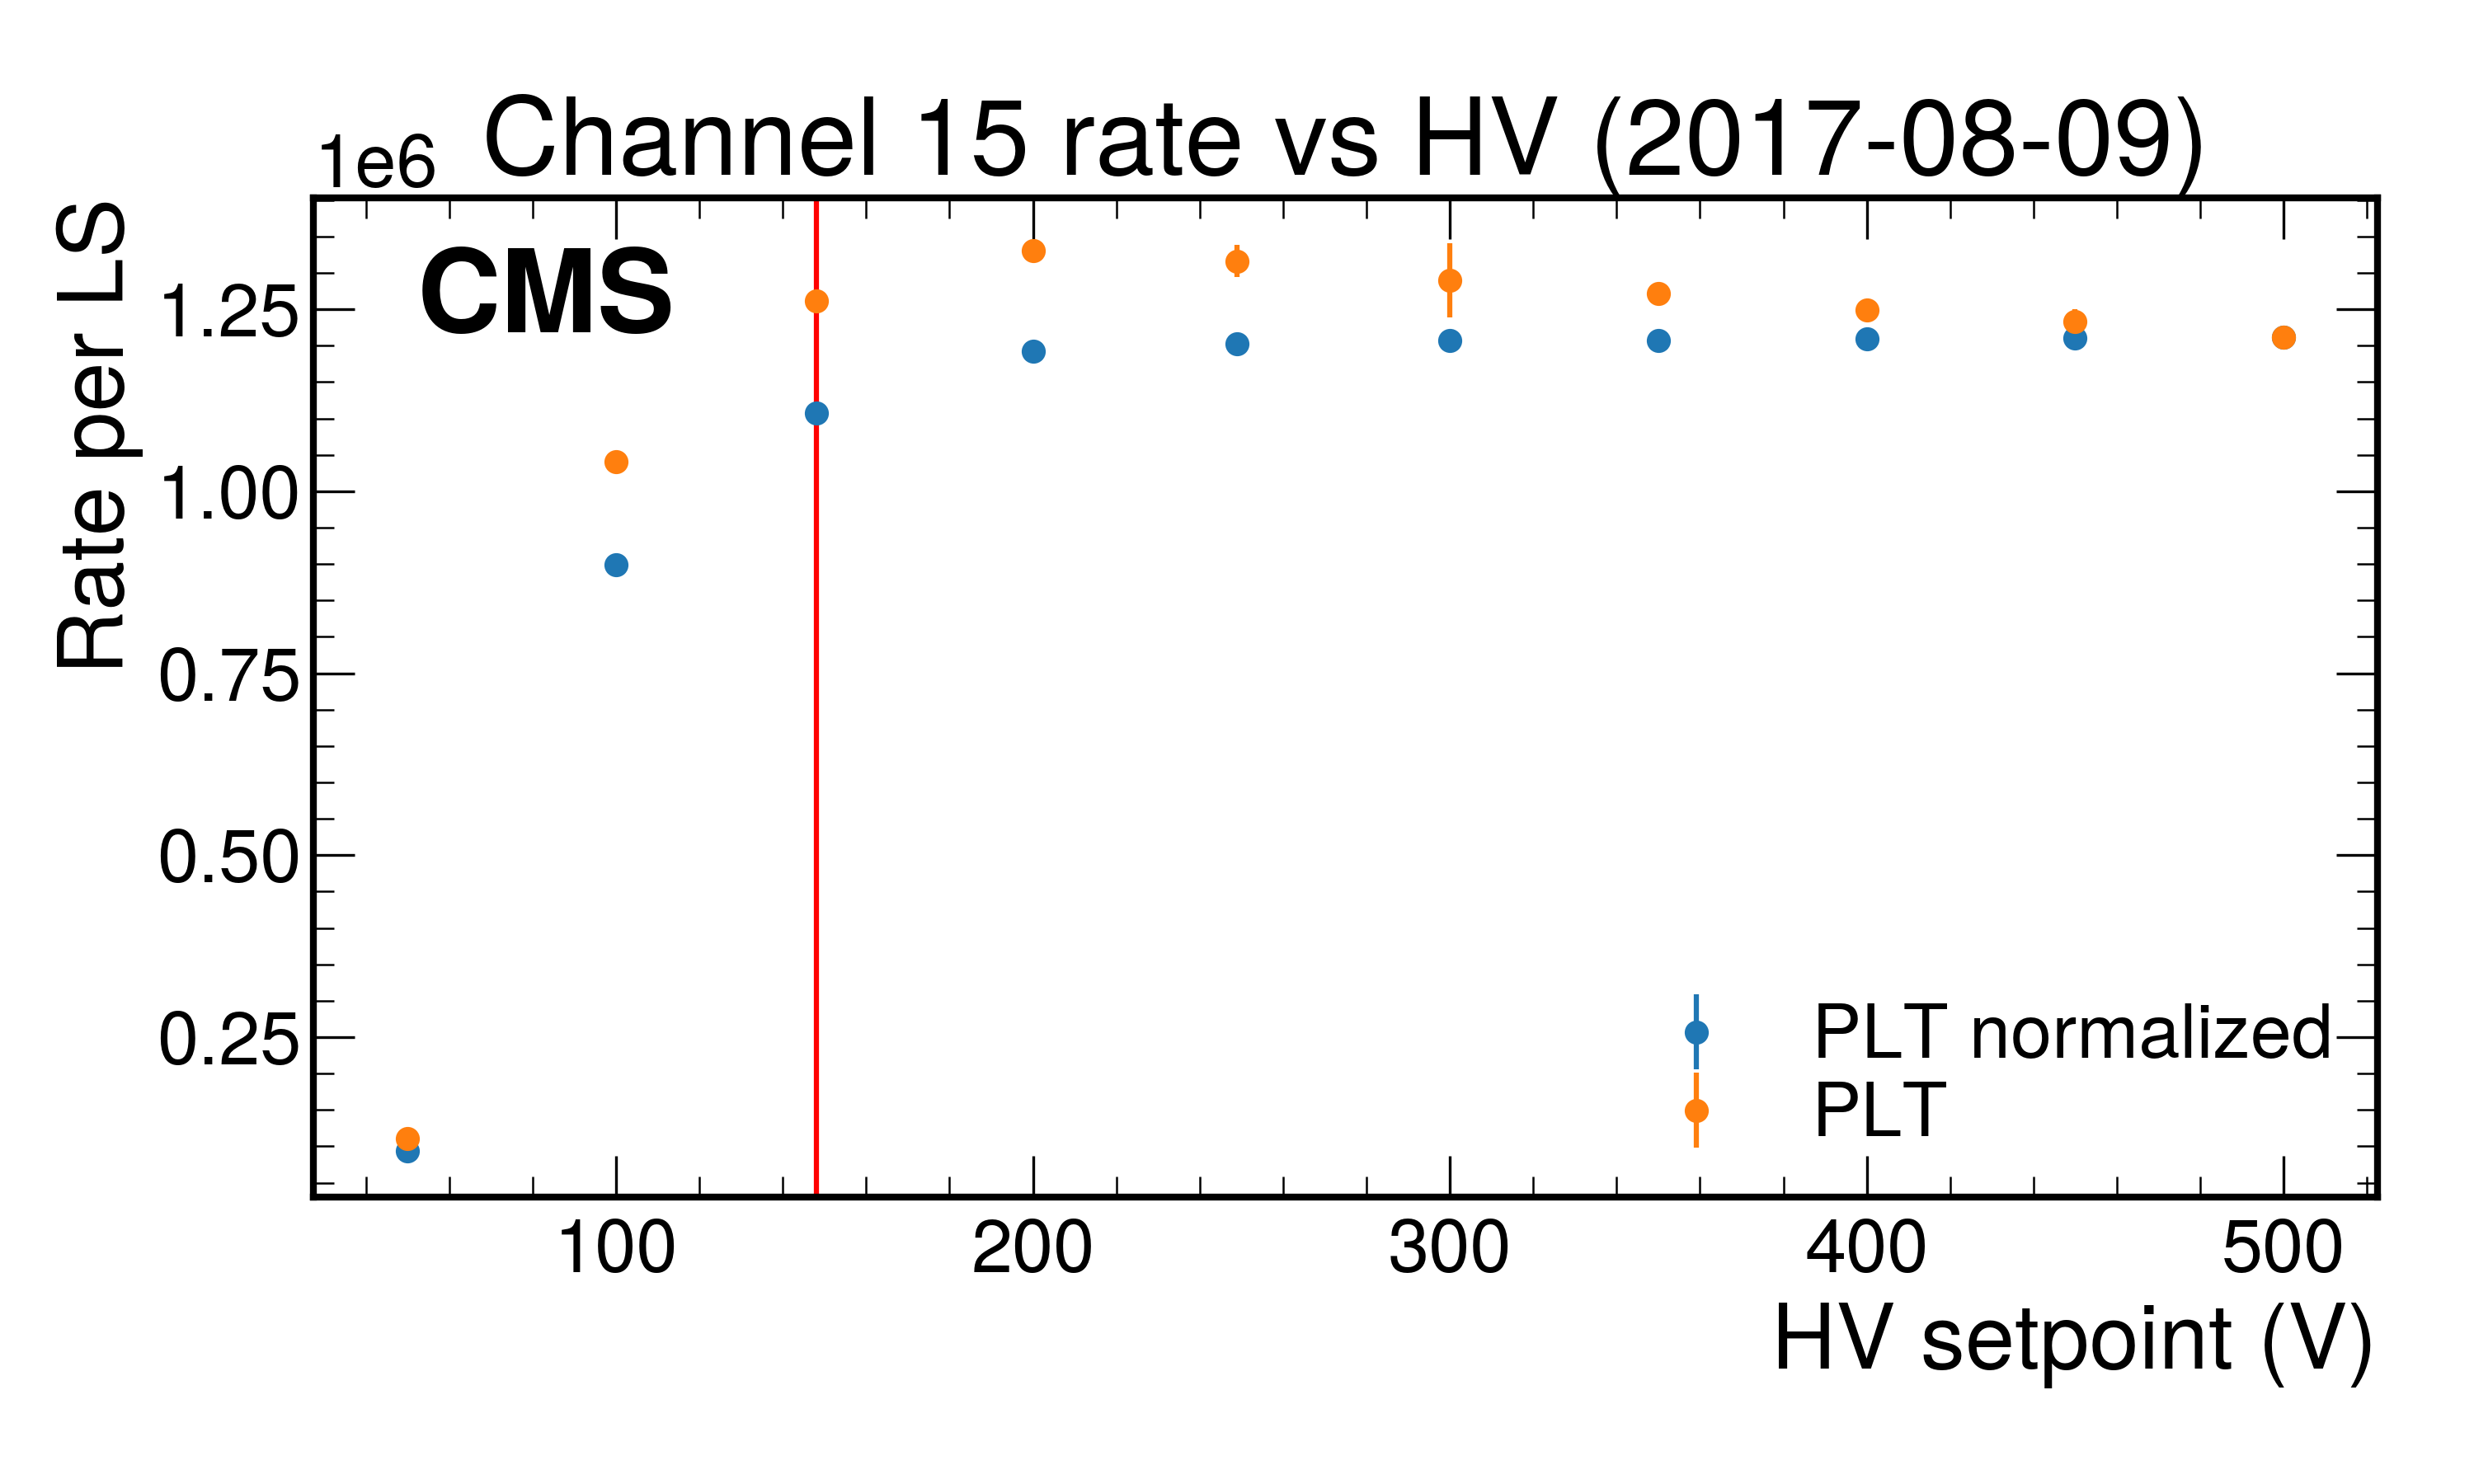 Channel 15 rate vs HV (2017-08-09)
1e6
CMS
Rate per LS
1.25
1.00
0.75
0.50
0.25
PLT normalized
PLT
100 200 300 400 500
HV setpoint (V)